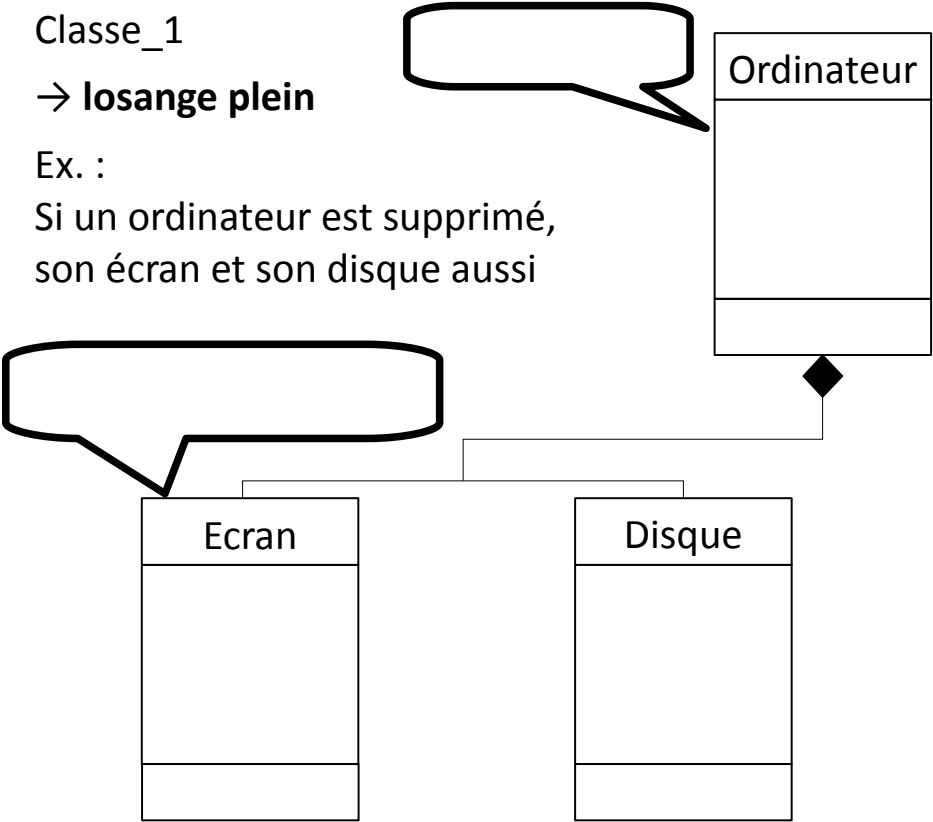 Classe_1
→ losange plein
Ex. :
Si un ordinateur est supprimé,
son écran et son disque aussi
Ordinateur
Ecran
Disque